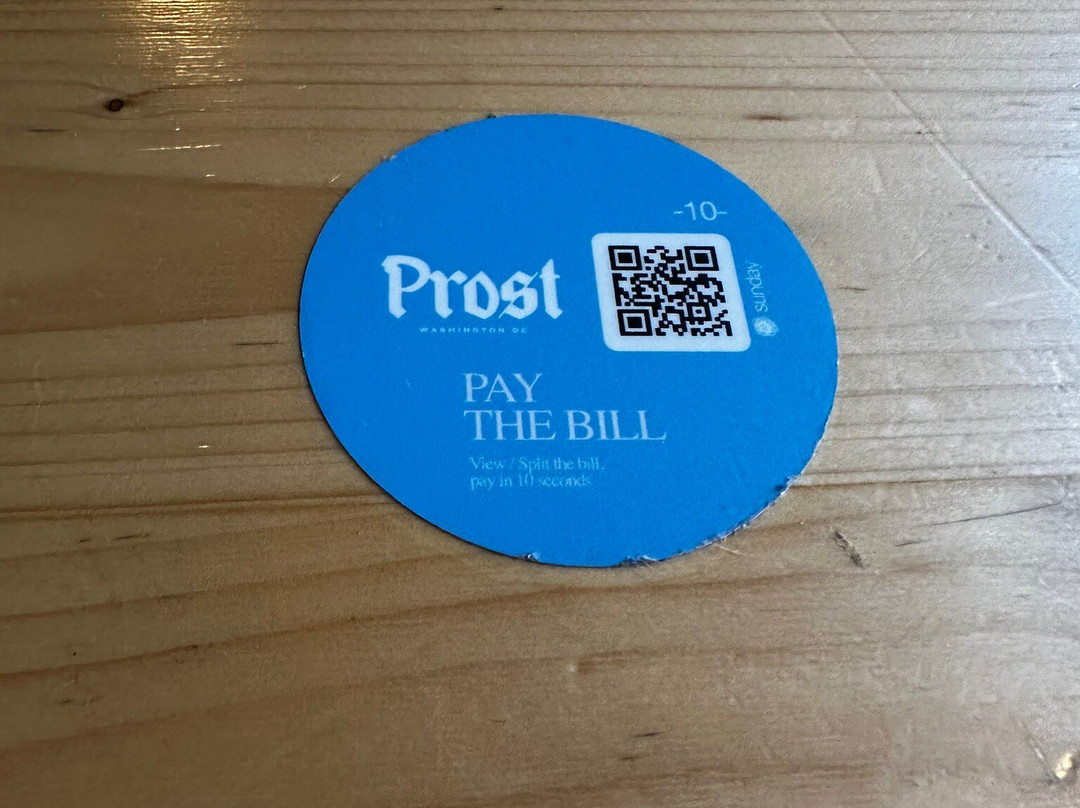 -10-
Prost
WASHINGTON DC
sunday
PAY
THE BILL
View / Split the bill,
pay in 10 seconds